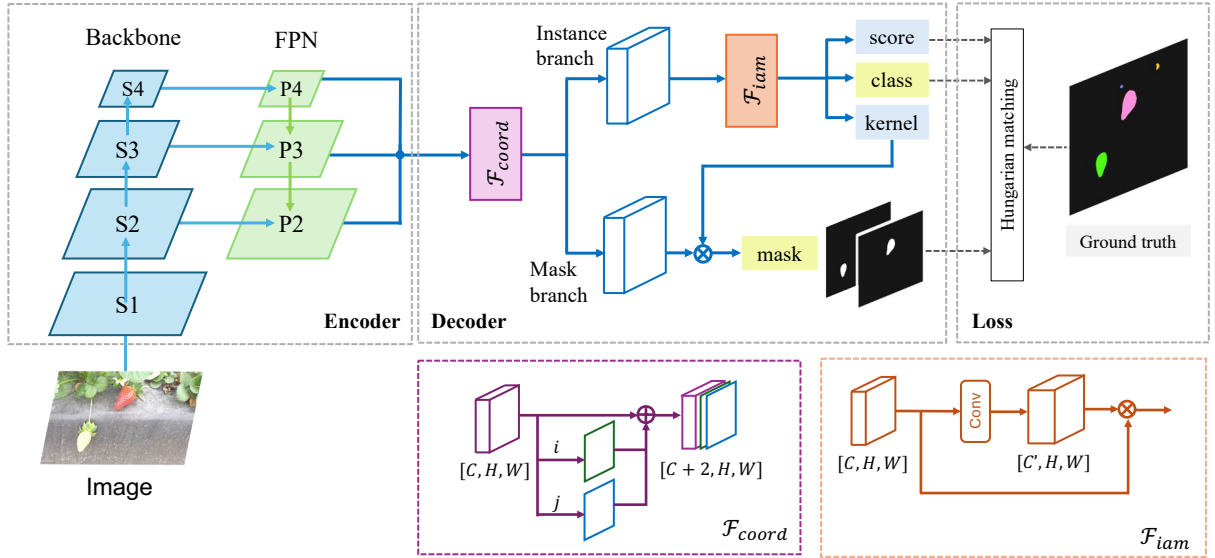 Backbone
FPN
S4
S3
S2
S1
P4
P3
P2
Encoder
Image
Instance
branch
Mask
branch
ℱcoord
ℱiam
score
class
kernel
mask
Decoder
Hungarian matching
Ground truth
Loss
[C, H, W]
i
j
[C + 2, H, W]
ℱcoord
[C, H, W]
Conv
[C', H, W]
ℱiam